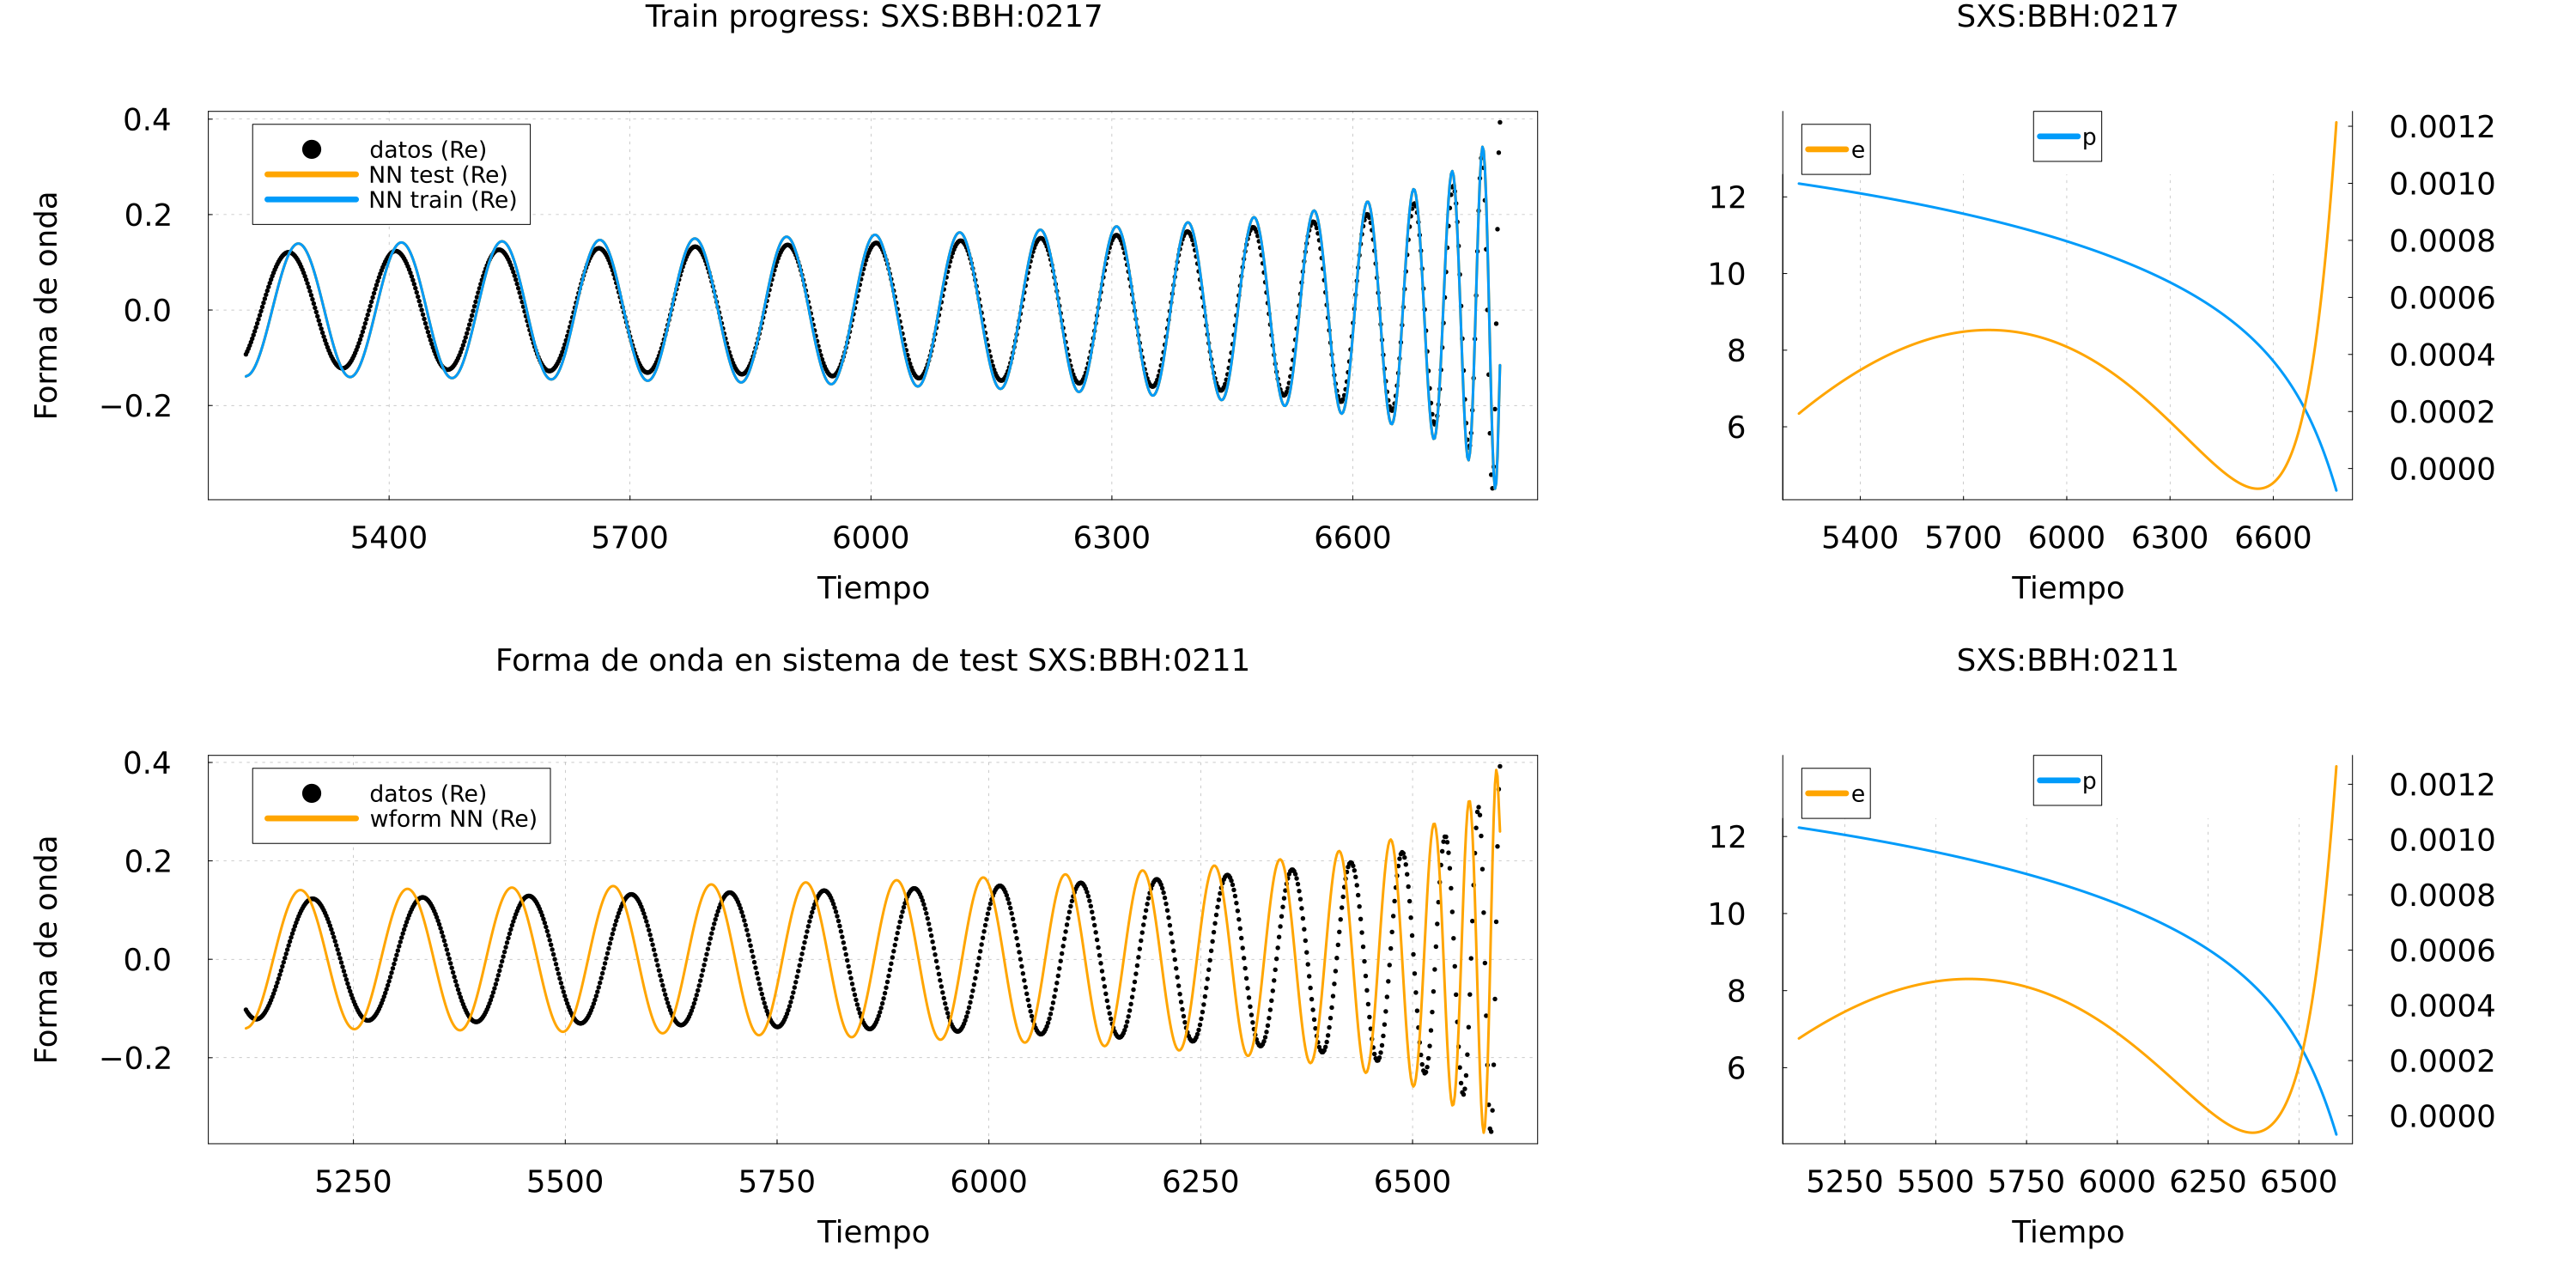 Train progress: SXS:BBH:0217
Forma de onda
0.4
0.2
0.0
−0.2
datos (Re)
NN test (Re)
NN train (Re)
5400 5700 6000 6300 6600
Tiempo
SXS:BBH:0217
12
10
8
6
e
p
0.0012
0.0010
0.0008
0.0006
0.0004
0.0002
0.0000
5400 5700 6000 6300 6600
Tiempo
Forma de onda en sistema de test SXS:BBH:0211
Forma de onda
0.4
0.2
0.0
−0.2
datos (Re)
wform NN (Re)
5250 5500 5750 6000 6250 6500
Tiempo
SXS:BBH:0211
12
10
8
6
e
p
0.0012
0.0010
0.0008
0.0006
0.0004
0.0002
0.0000
5250 5500 5750 6000 6250 6500
Tiempo